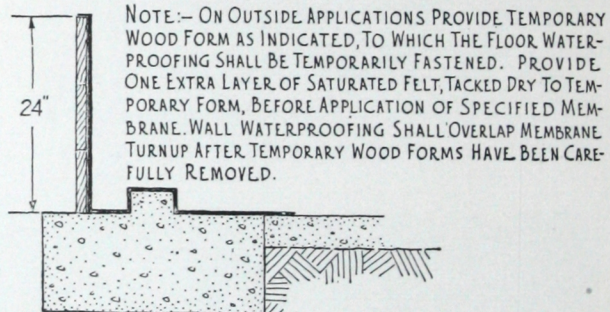 NOTE:– ON OUTSIDE APPLICATIONS PROVIDE TEMPORARY
WOOD FORM AS INDICATED, TO WHICH THE FLOOR WATER-
PROOFING SHALL BE TEMPORARILY FASTENED. PROVIDE
ONE EXTRA LAYER OF SATURATED FELT, TACKED DRY TO TEM-
PORARY FORM, BEFORE APPLICATION OF SPECIFIED MEM-
BRANE. WALL WATERPROOFING SHALL OVERLAP MEMBRANE
TURNUP AFTER TEMPORARY WOOD FORMS HAVE BEEN CARE-
FULLY REMOVED.
24"